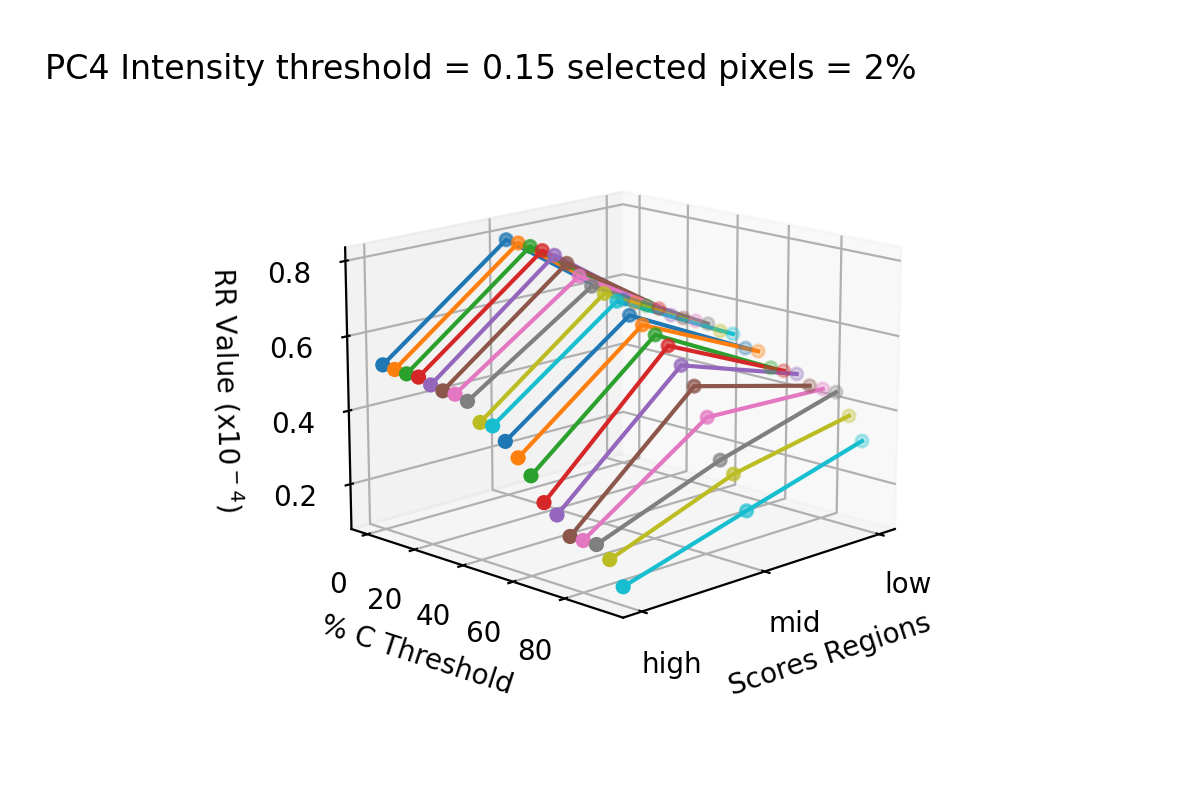 PC4 Intensity threshold = 0.15 selected pixels = 2%
RR Value (x10⁻⁴)
0.8
0.6
0.4
0.2
0
20
40
60
80
% C Threshold
high
mid
low
Scores Regions